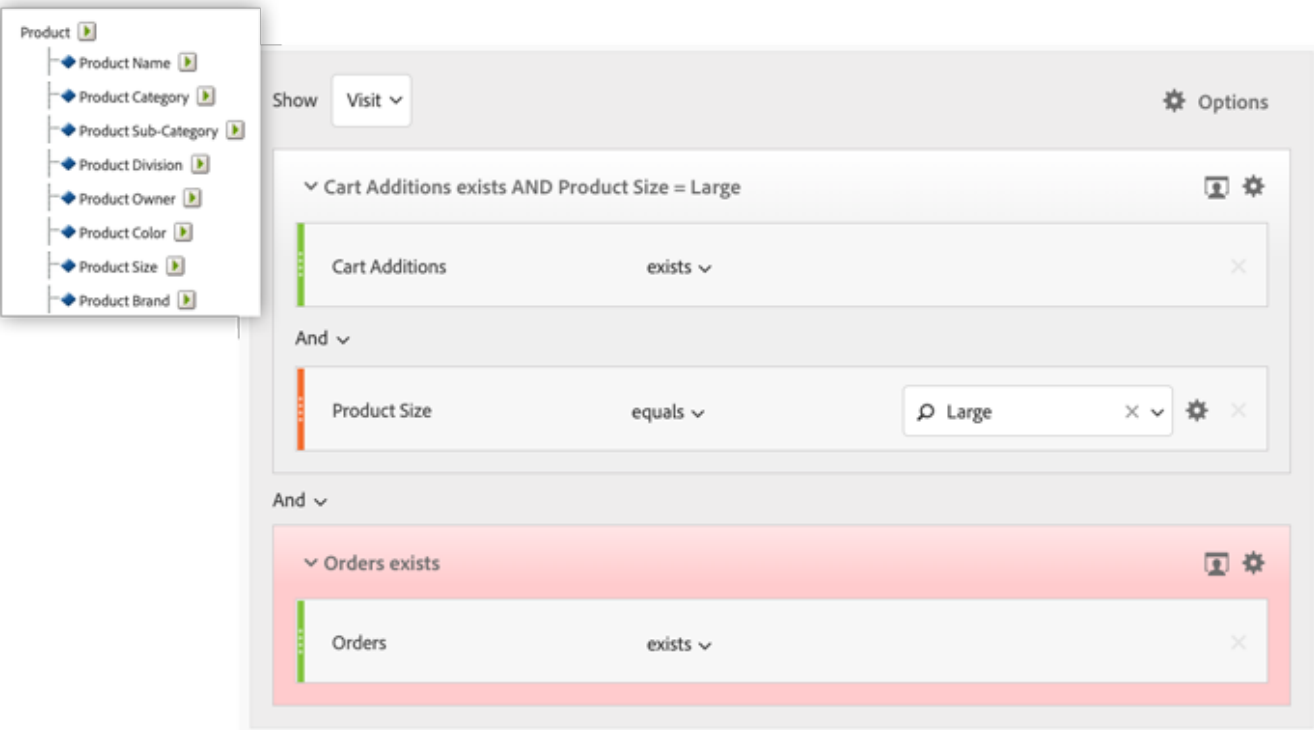 Product
Product Name
Product Category
Product Sub-Category
Product Division
Product Owner
Product Color
Product Size
Product Brand
Show Visit Options
Cart Additions exists AND Product Size = Large
Cart Additions exists
And
Product Size equals Large
And
Orders exists
Orders exists